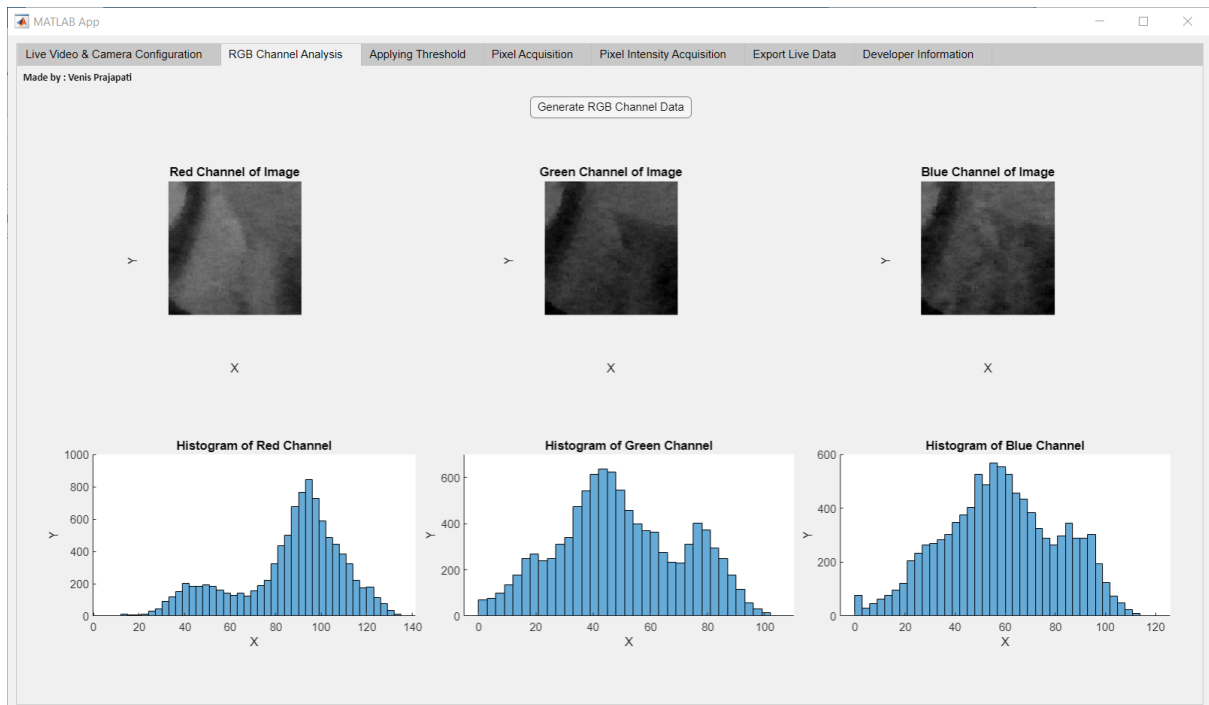 MATLAB App
Live Video & Camera Configuration RGB Channel Analysis Applying Threshold Pixel Acquisition Pixel Intensity Acquisition Export Live Data Developer Information
Made by : Venis Prajapati
Generate RGB Channel Data
Red Channel of Image
Y
X
Green Channel of Image
Y
X
Blue Channel of Image
Y
X
Histogram of Red Channel
1000
800
600
400
200
0
Y
0 20 40 60 80 100 120 140
X
Histogram of Green Channel
600
400
200
0
Y
0 20 40 60 80 100
X
Histogram of Blue Channel
600
400
200
0
Y
0 20 40 60 80 100 120
X